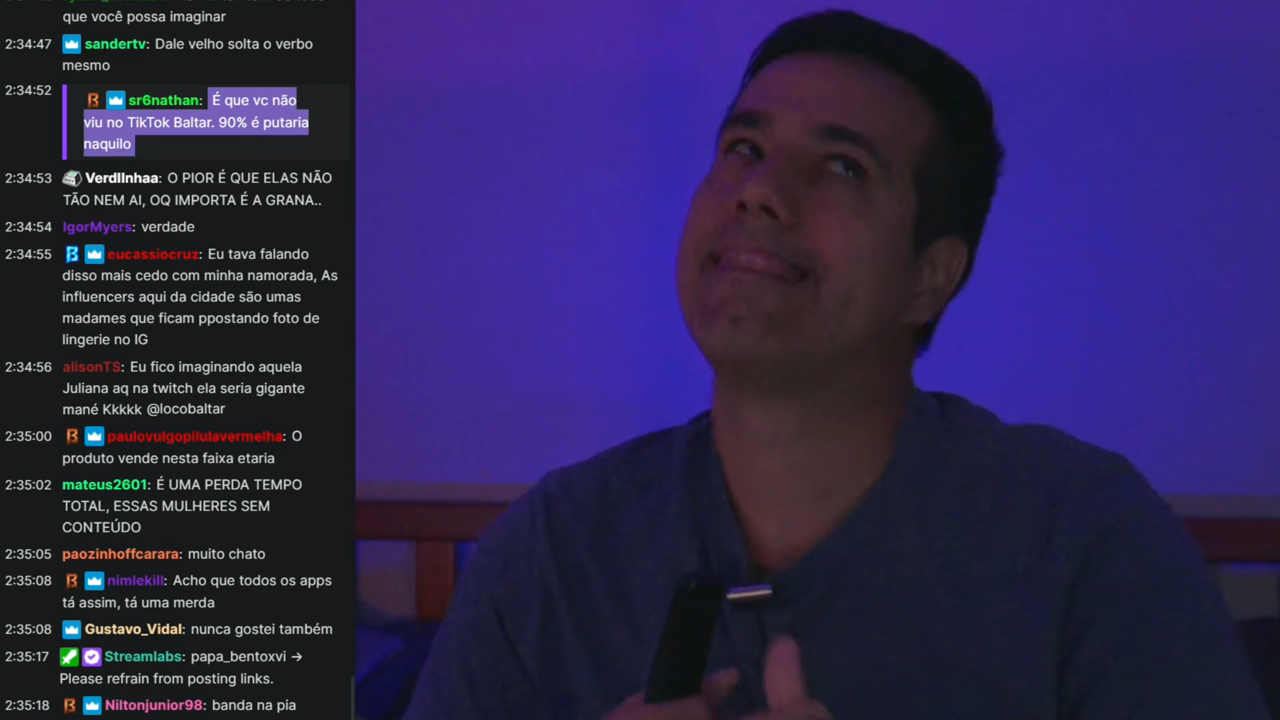 que você possa imaginar
2:34:47 sandertv: Dale velho solta o verbo
mesmo
2:34:52
sr6nathan: É que vc não
viu no TikTok Baltar. 90% é putaria
naquilo
2:34:53 VerdlInhaa: O PIOR É QUE ELAS NÃO
TÃO NEM AI, OQ IMPORTA É A GRANA..
2:34:54 IgorMyers: verdade
2:34:55 eucassiocruz: Eu tava falando
disso mais cedo com minha namorada, As
influencers aqui da cidade são umas
madames que ficam ppostando foto de
lingerie no IG
2:34:56 alisonTS: Eu fico imaginando aquela
Juliana aq na twitch ela seria gigante
mané Kkkkk @locobaltar
2:35:00 paulovulgopilulavermelha: O
produto vende nesta faixa etaria
2:35:02 mateus2601: É UMA PERDA TEMPO
TOTAL, ESSAS MULHERES SEM
CONTEÚDO
2:35:05 paozinhoffcarara: muito chato
2:35:08 nimlekill: Acho que todos os apps
tá assim, tá uma merda
2:35:08 Gustavo_Vidal: nunca gostei também
2:35:17 Streamlabs: papa_bentoxvi →
Please refrain from posting links.
2:35:18 Niltonjunior98: banda na pia